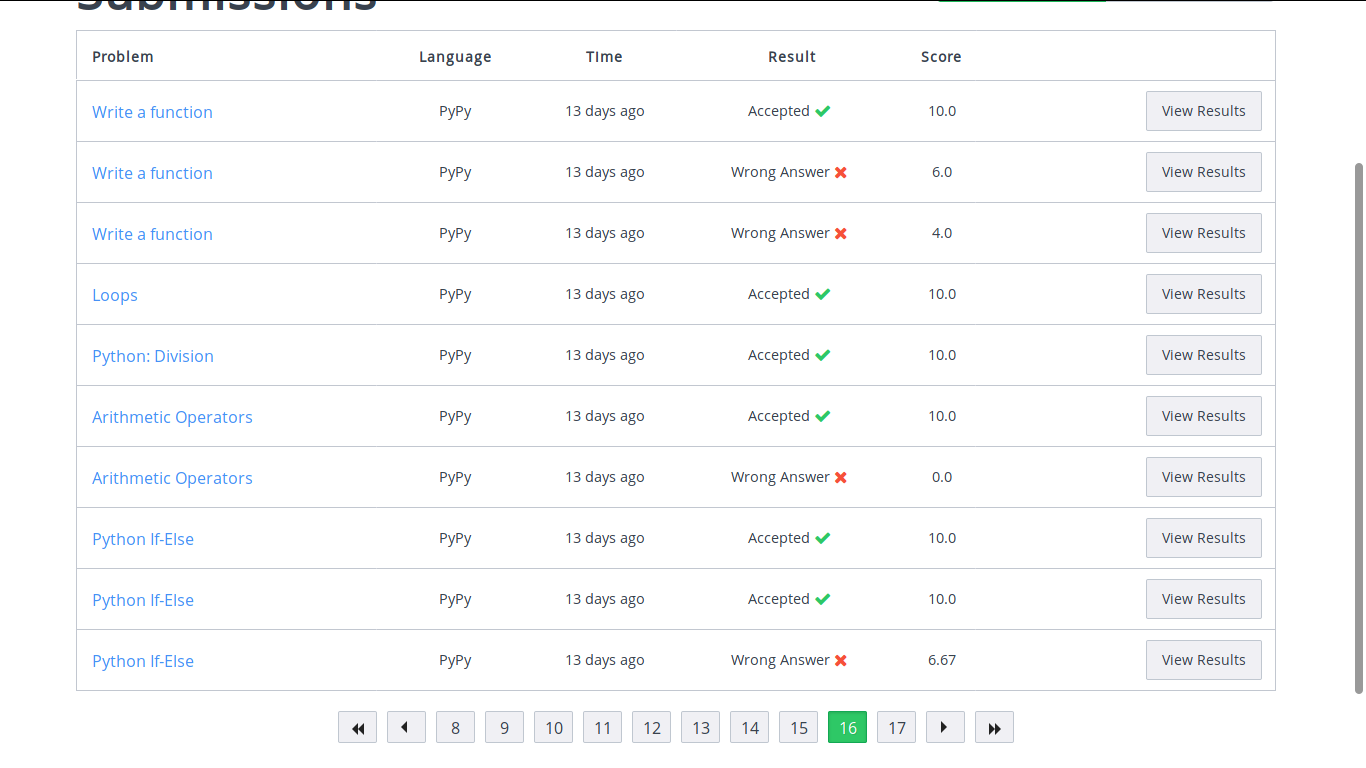 Submissions
Problem Language TIme Result Score
Write a function PyPy 13 days ago Accepted 10.0 View Results
Write a function PyPy 13 days ago Wrong Answer 6.0 View Results
Write a function PyPy 13 days ago Wrong Answer 4.0 View Results
Loops PyPy 13 days ago Accepted 10.0 View Results
Python: Division PyPy 13 days ago Accepted 10.0 View Results
Arithmetic Operators PyPy 13 days ago Accepted 10.0 View Results
Arithmetic Operators PyPy 13 days ago Wrong Answer 0.0 View Results
Python If-Else PyPy 13 days ago Accepted 10.0 View Results
Python If-Else PyPy 13 days ago Accepted 10.0 View Results
Python If-Else PyPy 13 days ago Wrong Answer 6.67 View Results
8 9 10 11 12 13 14 15 16 17